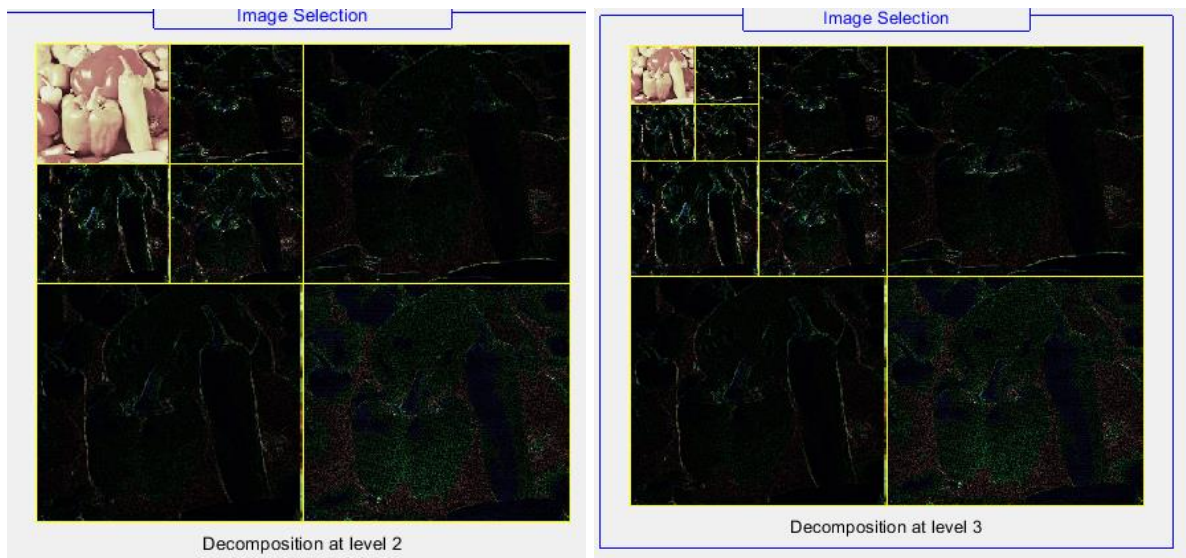 Image Selection
Decomposition at level 2
Image Selection
Decomposition at level 3